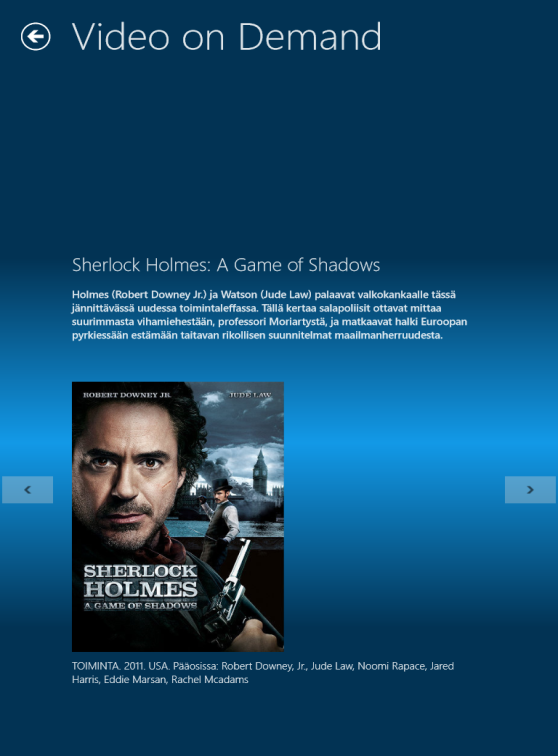 Video on Demand
Sherlock Holmes: A Game of Shadows
Holmes (Robert Downey Jr.) ja Watson (Jude Law) palaavat valkokankaalle tässä
jännittävässä uudessa toimintaleffassa. Tällä kertaa salapoliisit ottavat mittaa
suurimmasta vihamiehestään, professori Moriartystä, ja matkaavat halki Euroopan
pyrkiessään estämään taitavan rikollisen suunnitelmat maailmanherruudesta.
ROBERT DOWNEY JR. JUDE LAW
< >
SHERLOCK
HOLMES
A GAME OF SHADOWS
TOIMINTA. 2011. USA. Pääosissa: Robert Downey, Jr., Jude Law, Noomi Rapace, Jared
Harris, Eddie Marsan, Rachel Mcadams